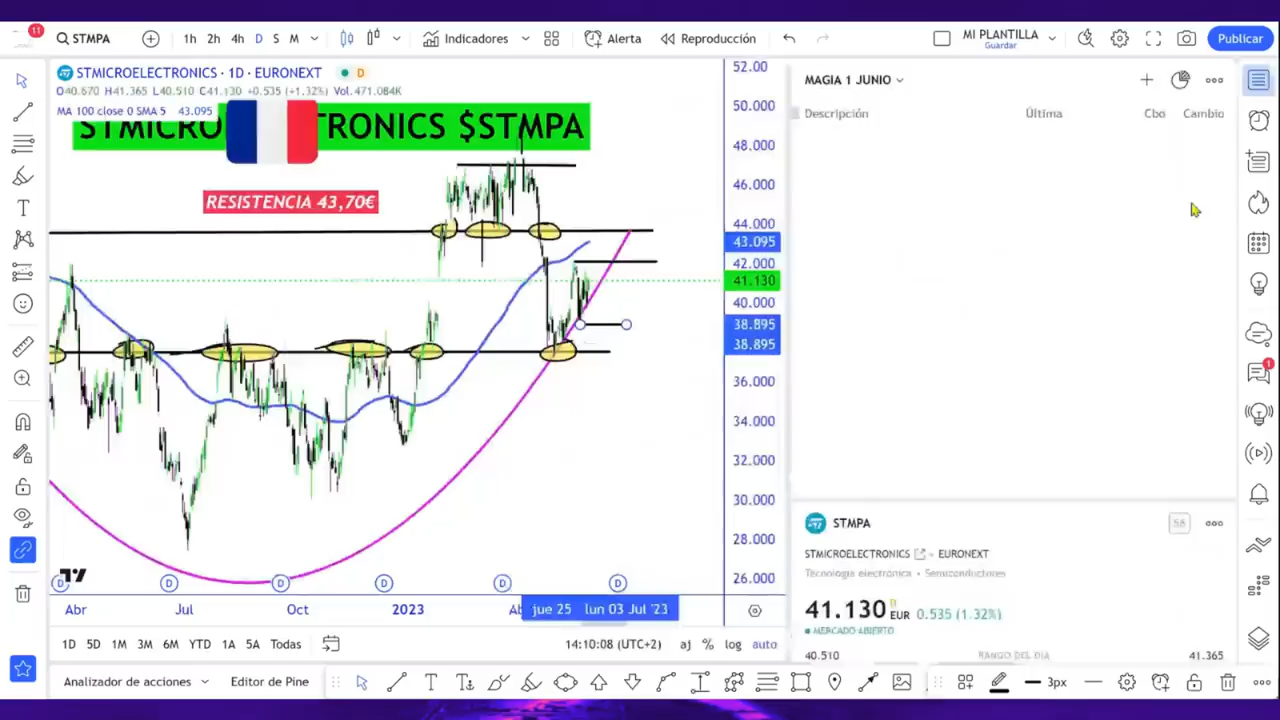 11 STMPA 1h 2h 4h D S M Indicadores Alerta Reproducción MI PLANTILLA Guardar Publicar
STMICROELECTRONICS · 1D · EURONEXT D
O40.670 H41.365 L40.510 C41.130 +0.535 (+1.32%) Vol.471.084K
MA 100 close 0 SMA 5 43.095
STMICRO TRONICS $STMPA
RESISTENCIA 43,70€
52.00
50.000
48.000
46.000
44.000
43.095
42.000
41.130
40.000
38.895
38.895
36.000
34.000
32.000
30.000
28.000
26.000
D D D D D D
Abr Jul Oct 2023 jue 25 lun 03 Jul '23
1D 5D 1M 3M 6M YTD 1A 5A Todas 14:10:08 (UTC+2) aj % log auto
Analizador de acciones Editor de Pine 3px
MAGIA 1 JUNIO
Descripción Última Cbo Cambio
1
STMPA
STMICROELECTRONICS EURONEXT
Tecnología electrónica • Semiconductores
41.130 EUR 0.535 (1.32%)
MERCADO ABIERTO
40.510 RANGO DEL DÍA 41.365